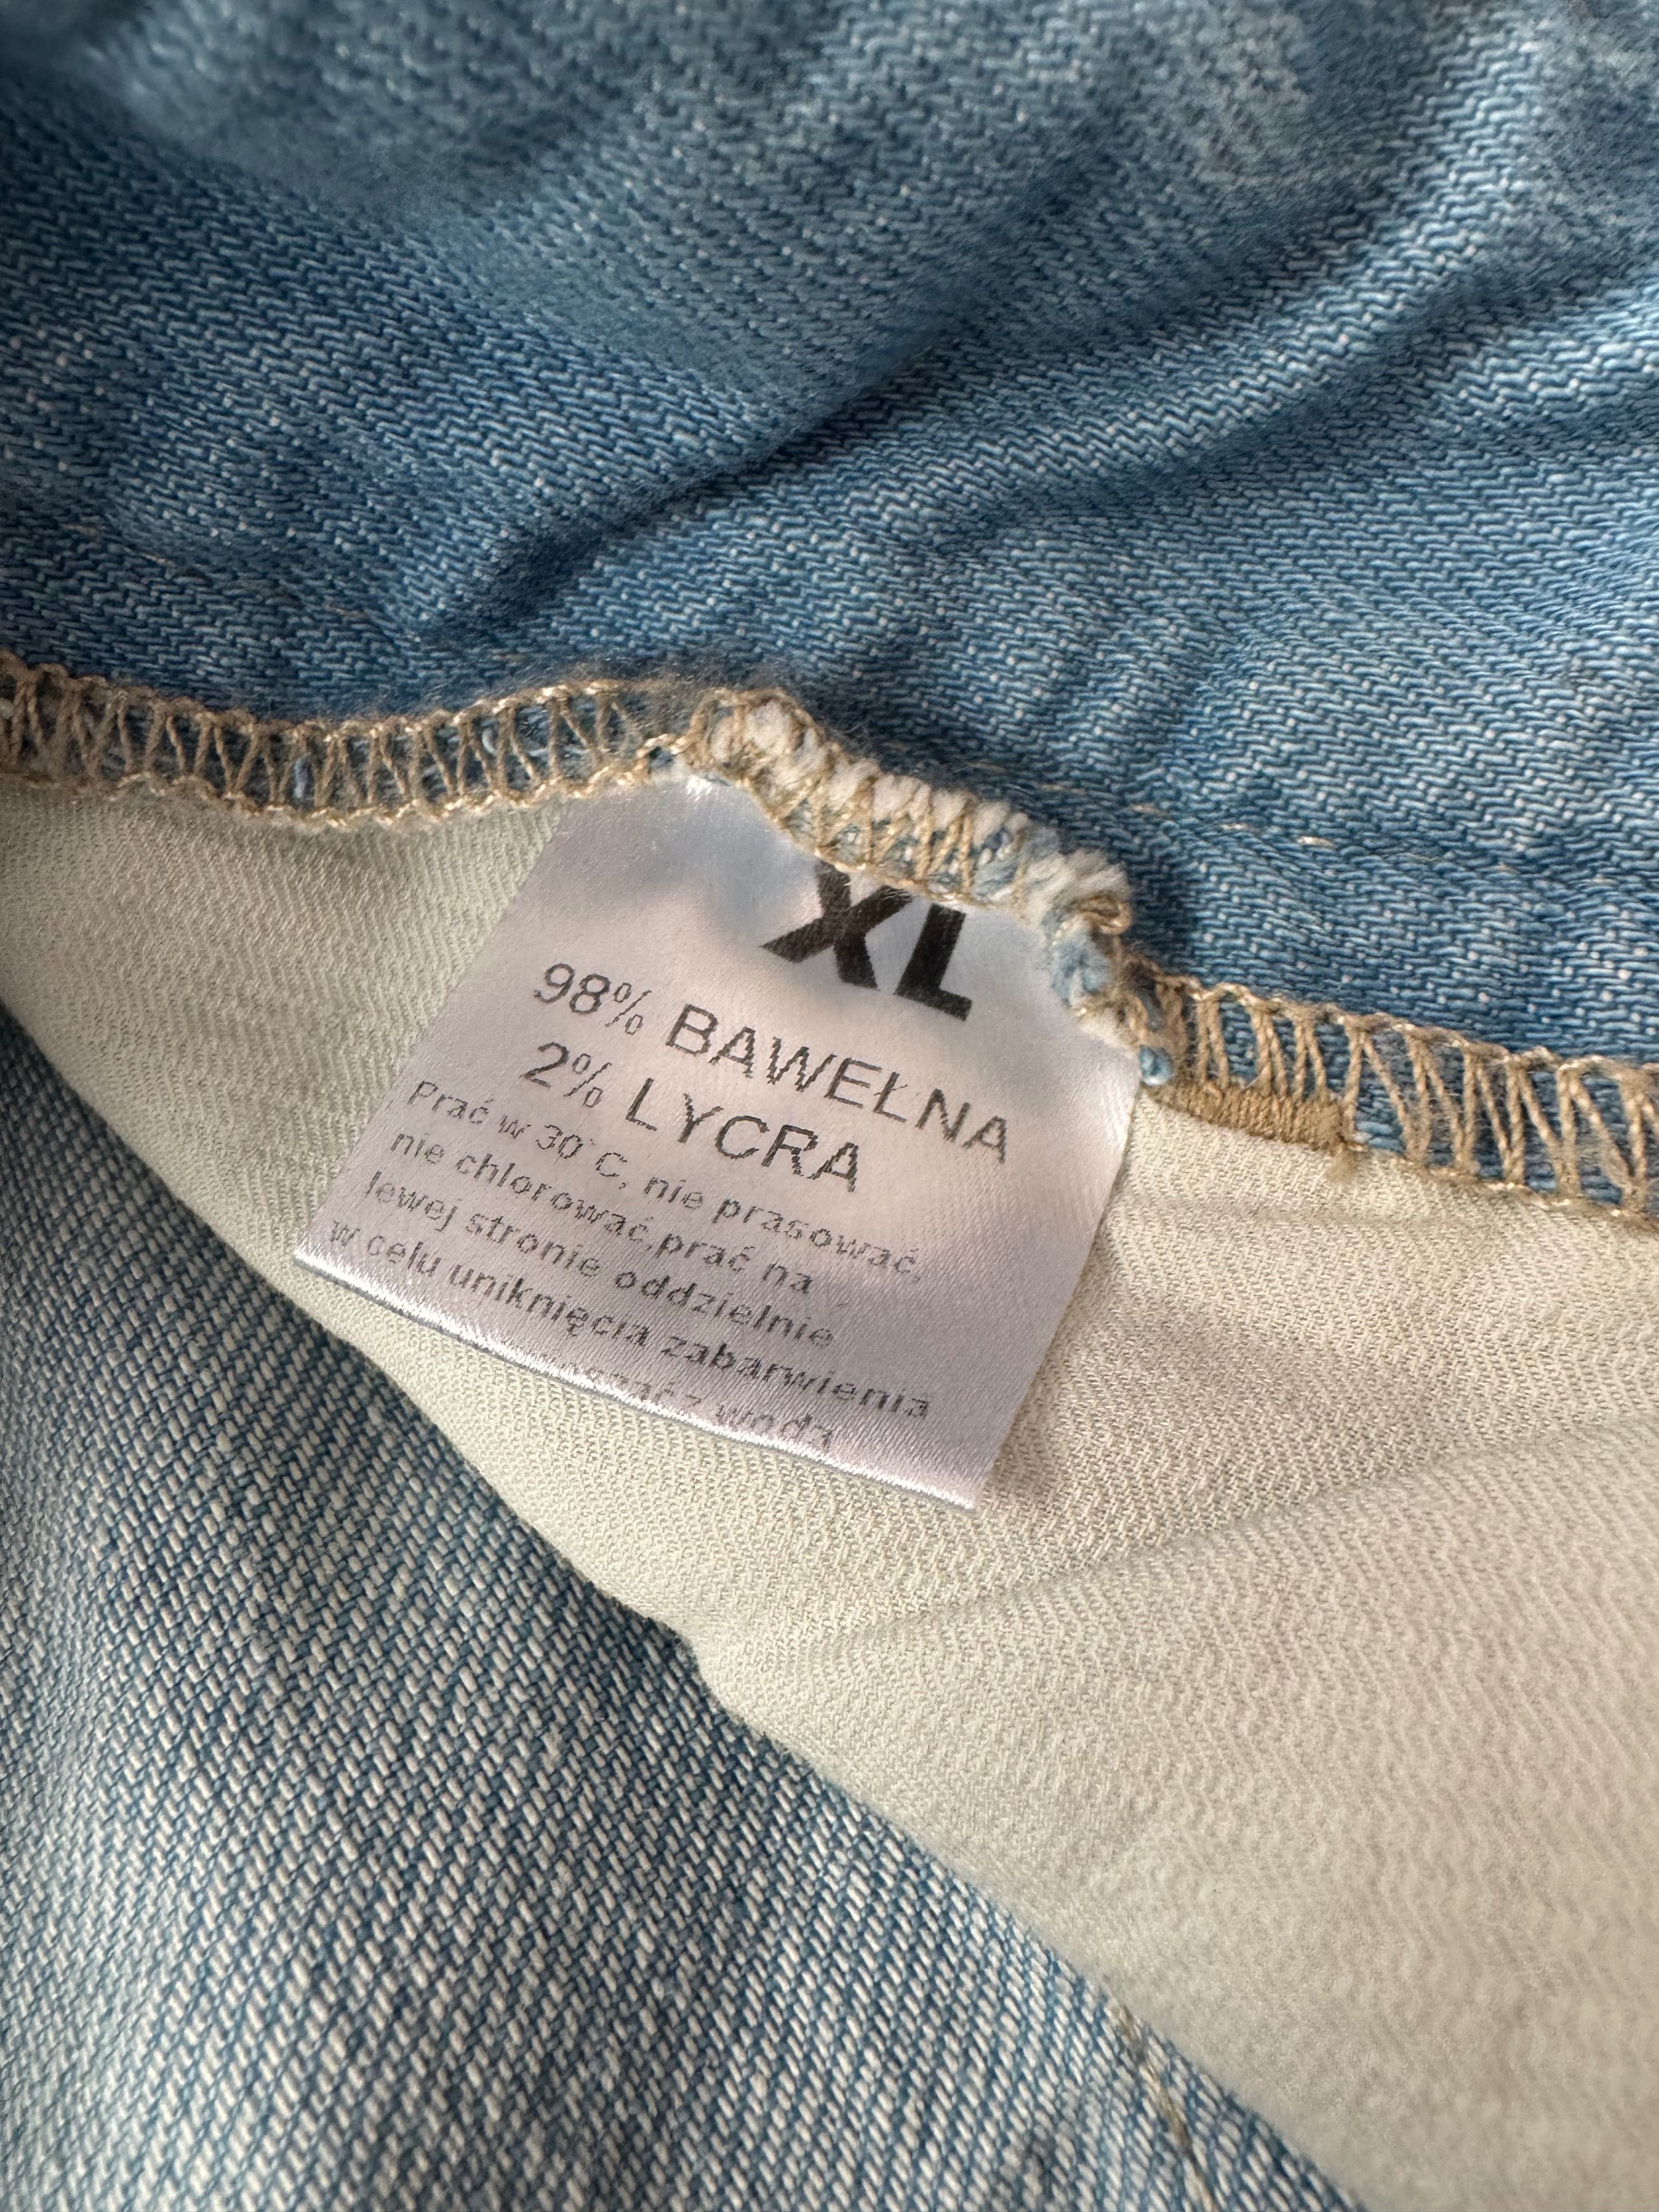 XL
98% BAWEŁNA
2% LYCRA
Prać w 30°C, nie prasować,
nie chlorować,prać na
lewej stronie oddzielnie
w celu uniknięcia zabarwienia
z wodą